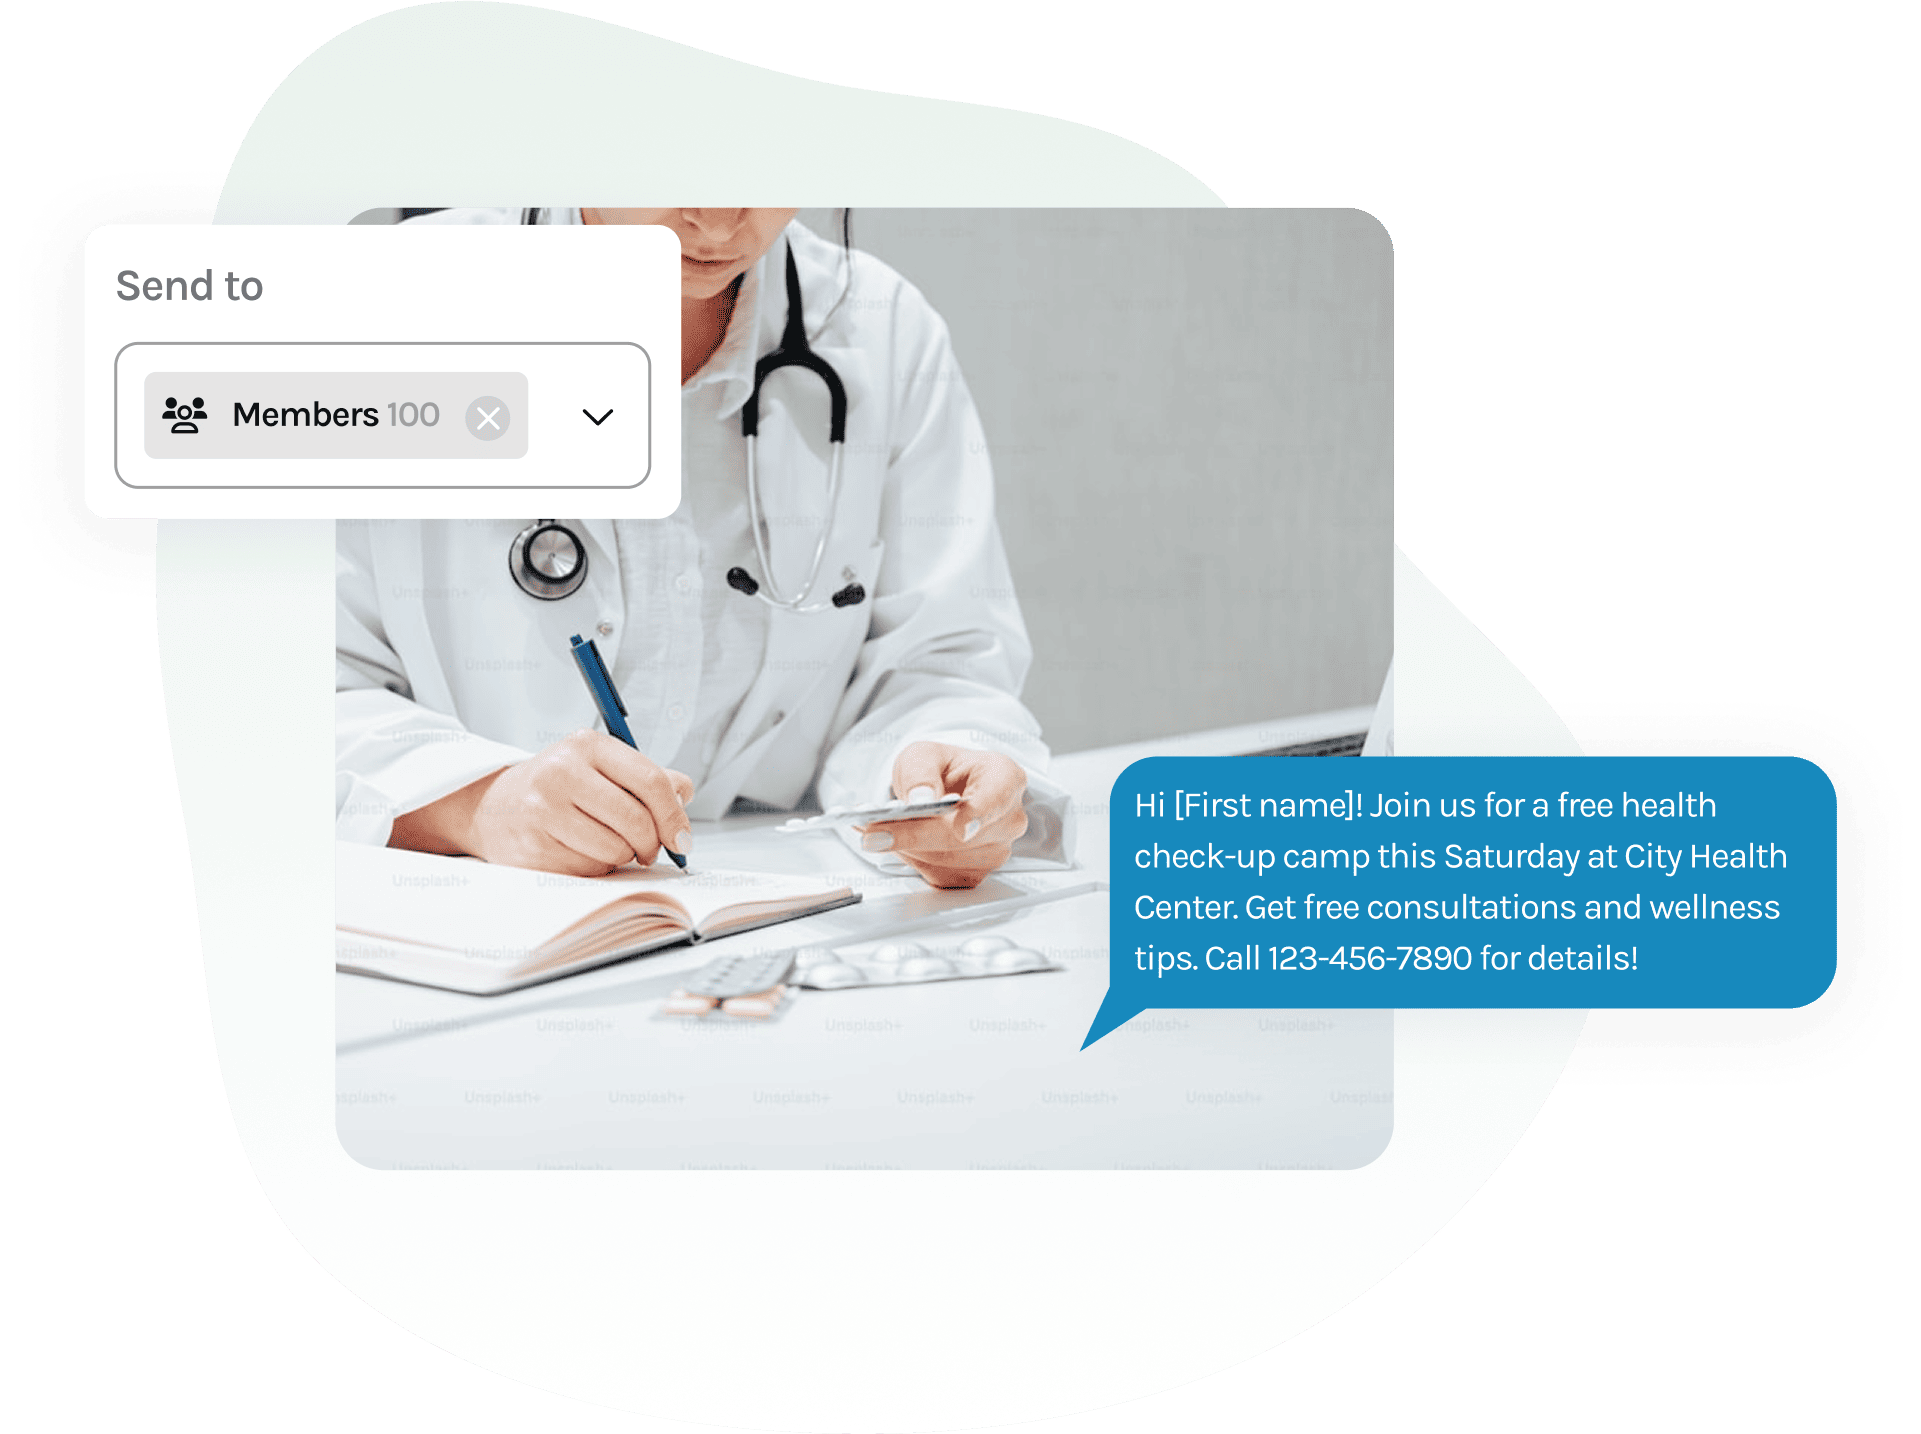 Send to
Members 100
Hi [First name]! Join us for a free health
check-up camp this Saturday at City Health
Center. Get free consultations and wellness
tips. Call 123-456-7890 for details!
Unsplash+